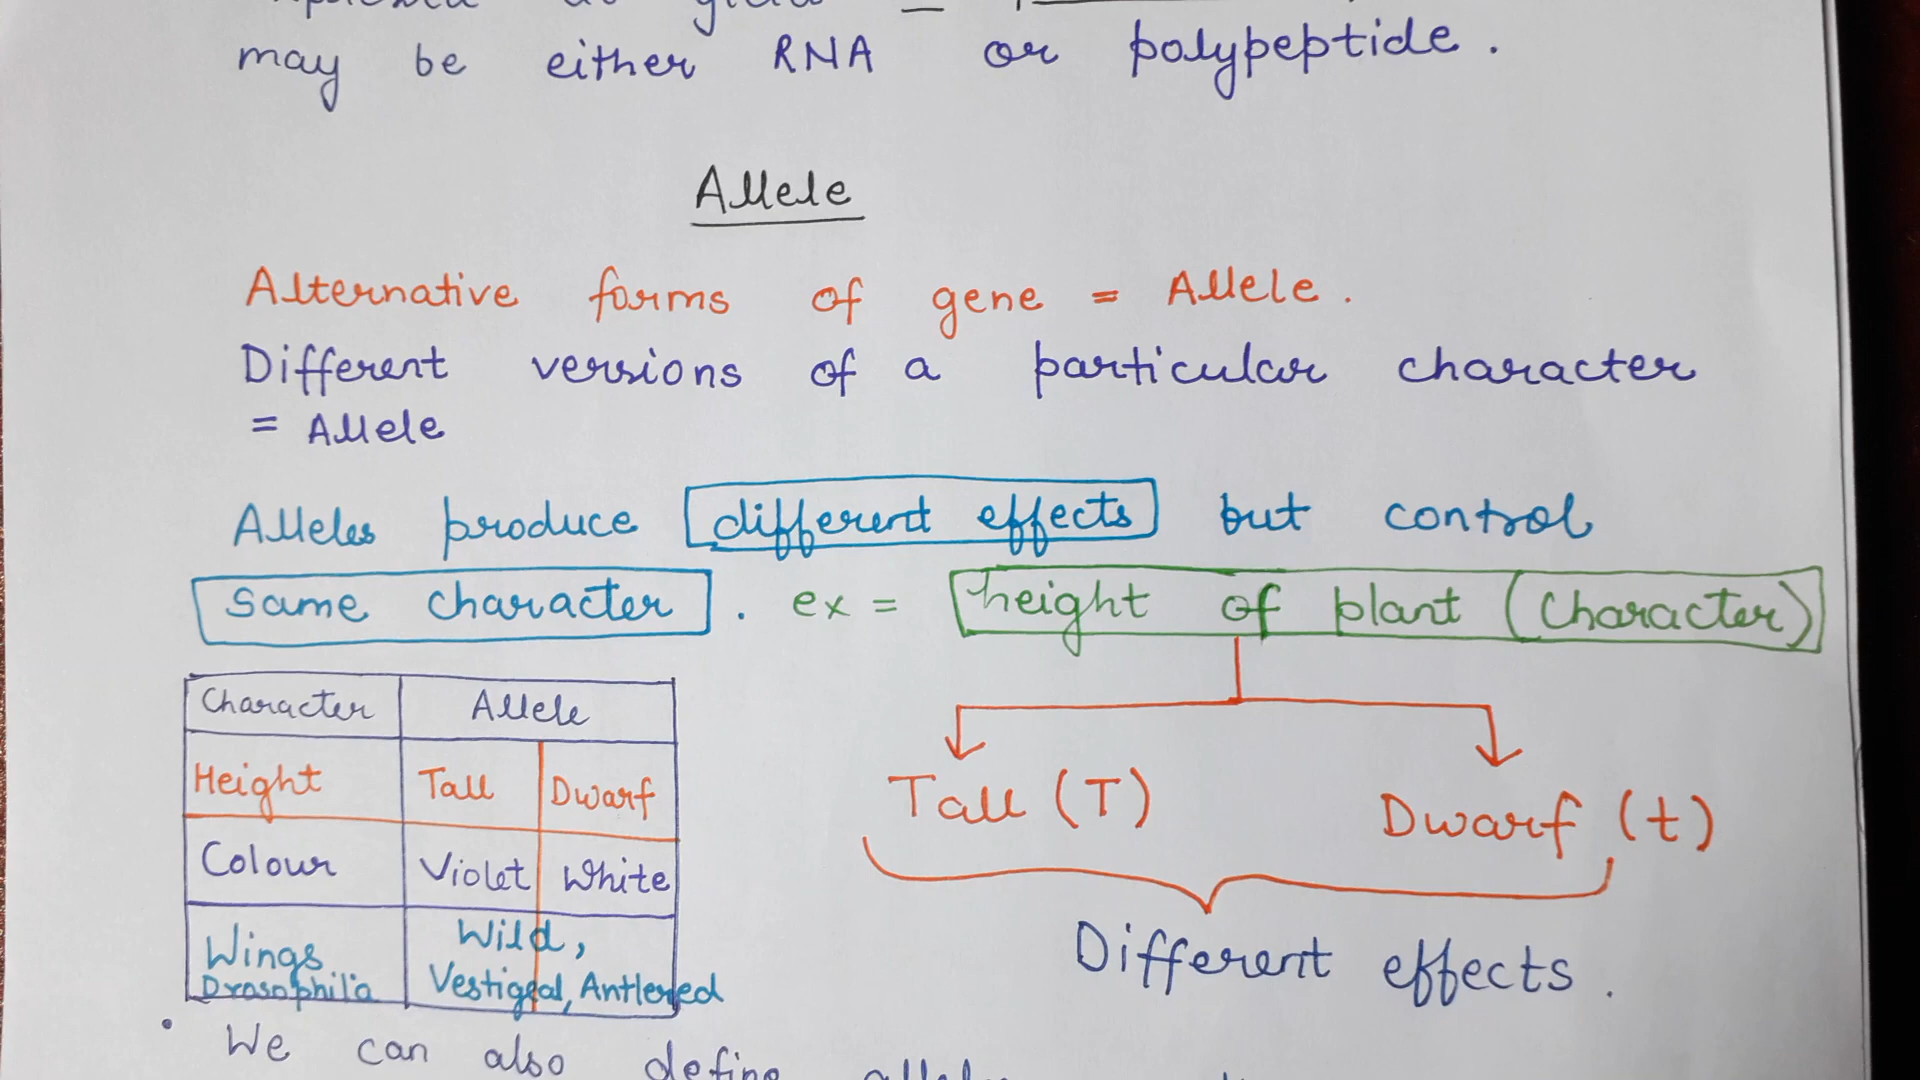 may be either RNA or polypeptide.
Allele
Alternative forms of gene = Allele.
Different versions of a particular character
= Allele
Alleles produce different effects but control
same character. ex = height of plant (Character)
Tall (T) Dwarf (t)
Different effects.
Character Allele
Height Tall Dwarf
Colour Violet White
Wings Wild,
Drosophila Vestigeal, Antlered
• We can also define